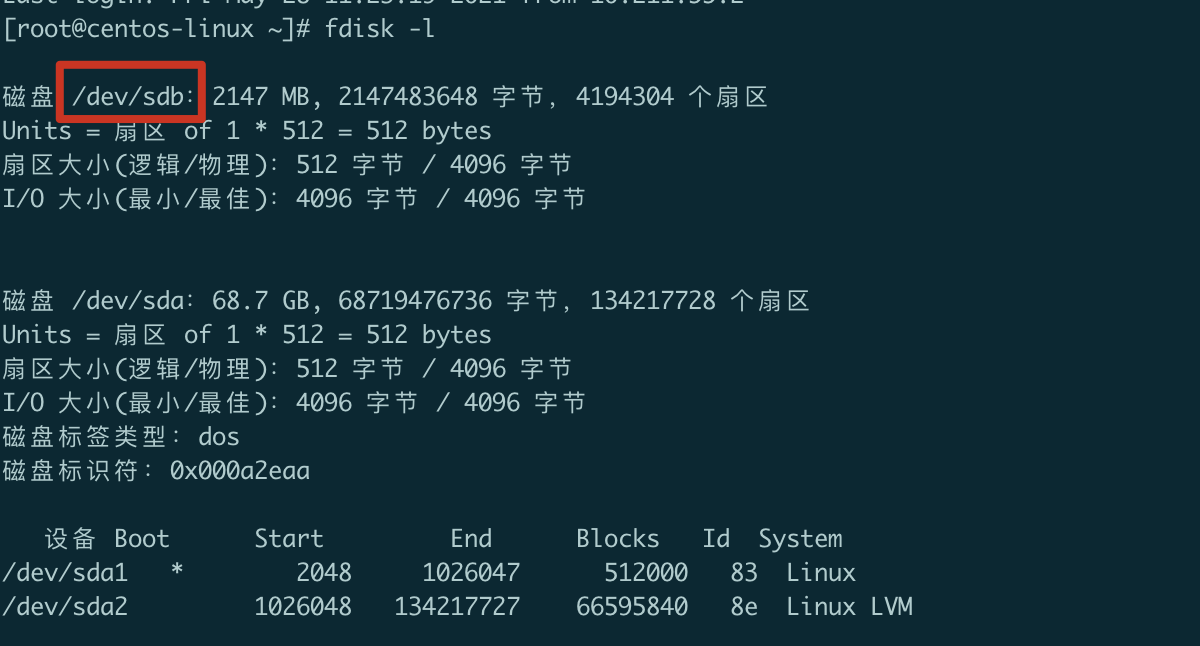 [root@centos-linux ~]# fdisk -l
磁盘 /dev/sdb：2147 MB, 2147483648 字节，4194304 个扇区
Units = 扇区 of 1 * 512 = 512 bytes
扇区大小(逻辑/物理)：512 字节 / 4096 字节
I/O 大小(最小/最佳)：4096 字节 / 4096 字节
磁盘 /dev/sda：68.7 GB, 68719476736 字节，134217728 个扇区
Units = 扇区 of 1 * 512 = 512 bytes
扇区大小(逻辑/物理)：512 字节 / 4096 字节
I/O 大小(最小/最佳)：4096 字节 / 4096 字节
磁盘标签类型：dos
磁盘标识符：0x000a2eaa
设备 Boot Start End Blocks Id System
/dev/sda1 * 2048 1026047 512000 83 Linux
/dev/sda2 1026048 134217727 66595840 8e Linux LVM